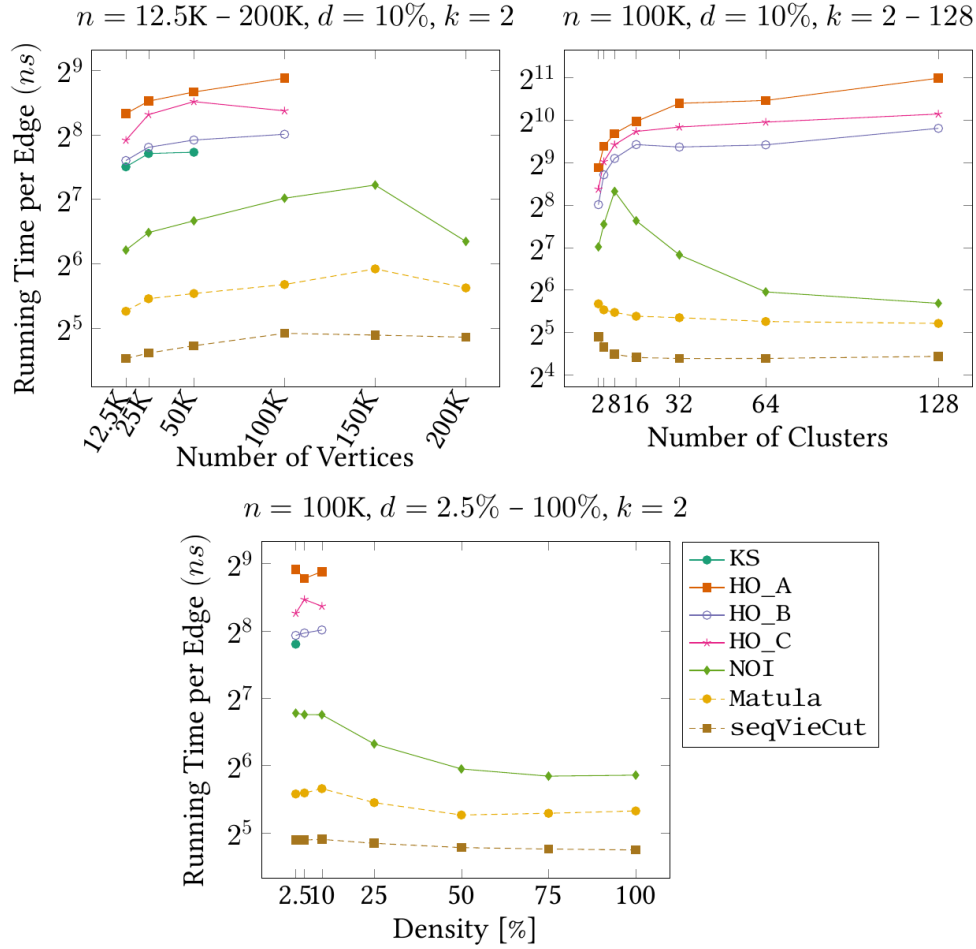 n = 12.5K – 200K, d = 10%, k = 2
Running Time per Edge (ns)
2^9
2^8
2^7
2^6
2^5
12.5K 25K 50K 100K 150K 200K
Number of Vertices
n = 100K, d = 10%, k = 2 – 128
2^11
2^10
2^9
2^8
2^7
2^6
2^5
2^4
2 8 16 32 64 128
Number of Clusters
n = 100K, d = 2.5% – 100%, k = 2
Running Time per Edge (ns)
2^9
2^8
2^7
2^6
2^5
2.5 10 25 50 75 100
Density [%]
KS
HO_A
HO_B
HO_C
NOI
Matula
seqVieCut